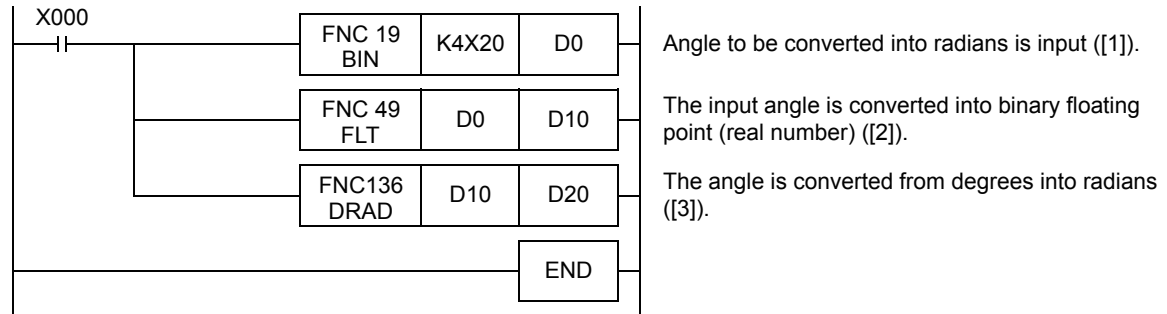 X000
FNC 19
BIN
K4X20
D0
Angle to be converted into radians is input ([1]).
FNC 49
FLT
D0
D10
The input angle is converted into binary floating
point (real number) ([2]).
FNC136
DRAD
D10
D20
The angle is converted from degrees into radians
([3]).
END